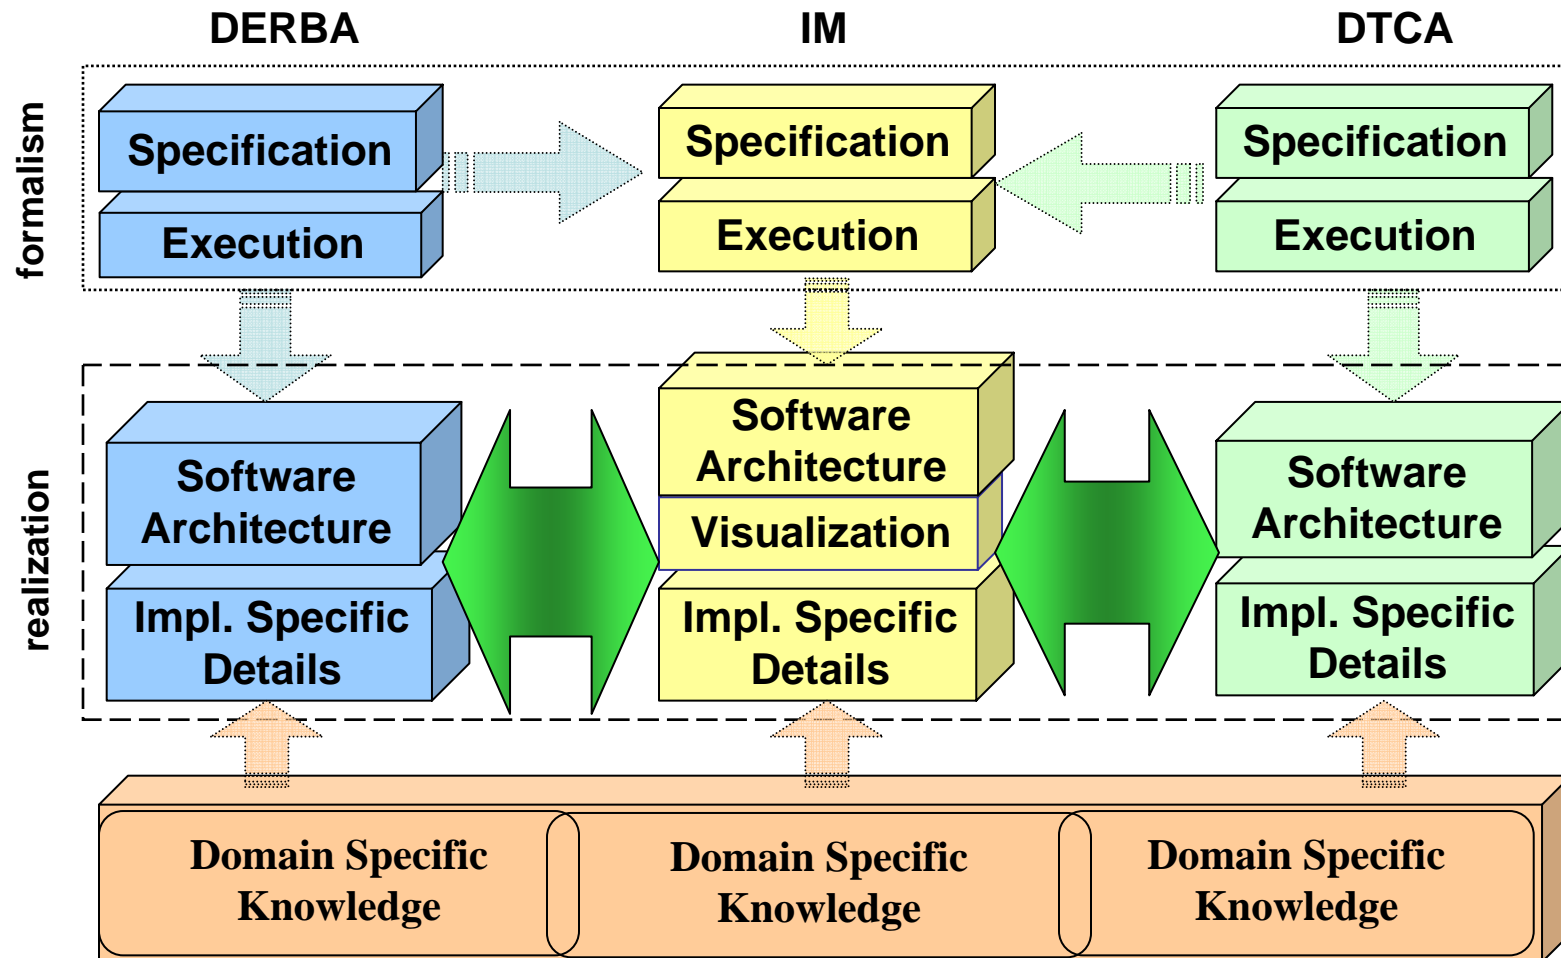 DERBA IM DTCA
formalism
Specification
Execution
Specification
Execution
Specification
Execution
realization
Software
Architecture
Impl. Specific
Details
Software
Architecture
Visualization
Impl. Specific
Details
Software
Architecture
Impl. Specific
Details
Domain Specific
Knowledge
Domain Specific
Knowledge
Domain Specific
Knowledge